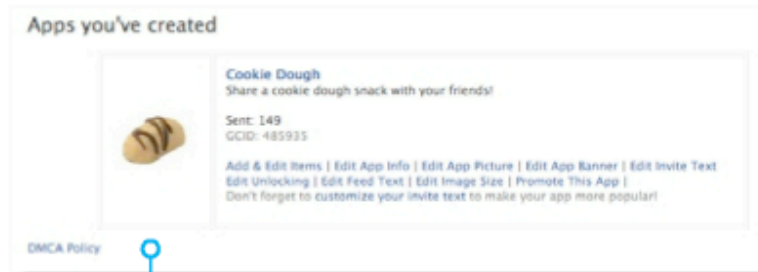 Apps you've created
Cookie Dough
Share a cookie dough snack with your friends!
Sent: 149
GCID: 485935
Add & Edit Items | Edit App Info | Edit App Picture | Edit App Banner | Edit Invite Text
Edit Unlocking | Edit Feed Text | Edit Image Size | Promote This App |
Don't forget to customize your invite text to make your app more popular!
DMCA Policy